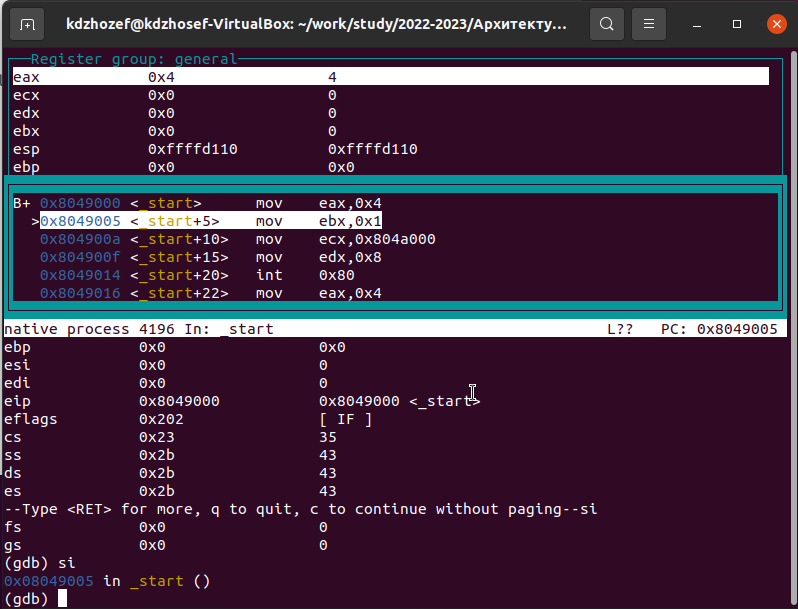 kdzhozef@kdzhosef-VirtualBox: ~/work/study/2022-2023/Архитекту...
Register group: general
eax 0x4 4
ecx 0x0 0
edx 0x0 0
ebx 0x0 0
esp 0xffffd110 0xffffd110
ebp 0x0 0x0
B+ 0x8049000 <_start> mov eax,0x4
>0x8049005 <_start+5> mov ebx,0x1
0x804900a <_start+10> mov ecx,0x804a000
0x804900f <_start+15> mov edx,0x8
0x8049014 <_start+20> int 0x80
0x8049016 <_start+22> mov eax,0x4
native process 4196 In: _start L?? PC: 0x8049005
ebp 0x0 0x0
esi 0x0 0
edi 0x0 0
eip 0x8049000 0x8049000 <_start>
eflags 0x202 [ IF ]
cs 0x23 35
ss 0x2b 43
ds 0x2b 43
es 0x2b 43
--Type <RET> for more, q to quit, c to continue without paging--si
fs 0x0 0
gs 0x0 0
(gdb) si
0x08049005 in _start ()
(gdb)